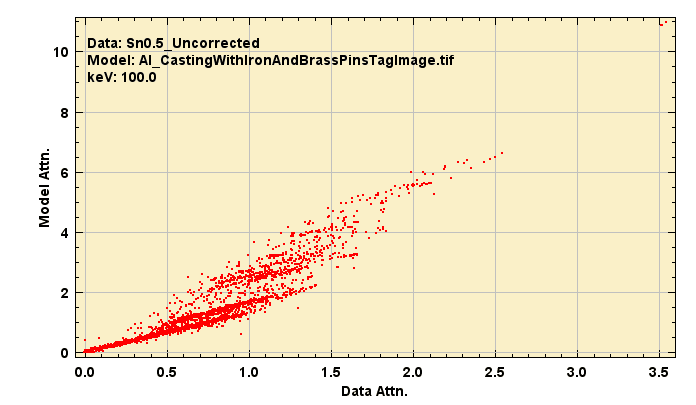 Data: Sn0.5_Uncorrected
Model: Al_CastingWithIronAndBrassPinsTagImage.tif
keV: 100.0
10
8
6
4
2
0
Model Attn.
0.0 0.5 1.0 1.5 2.0 2.5 3.0 3.5
Data Attn.